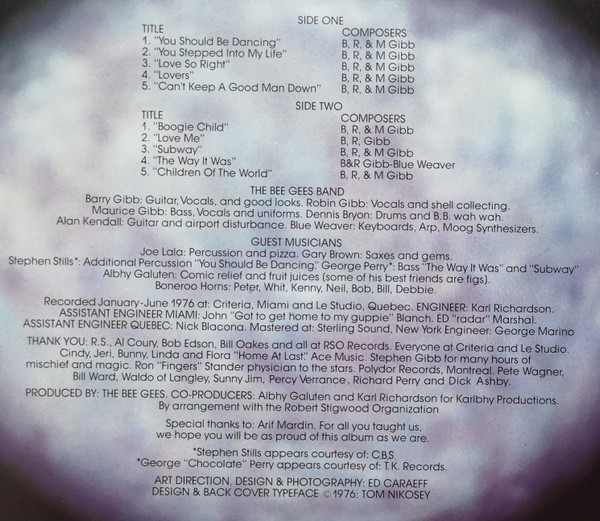 SIDE ONE
TITLE COMPOSERS
1. "You Should Be Dancing" B, R, & M Gibb
2. "You Stepped Into My Life" B, R, & M Gibb
3. "Love So Right" B, R, & M Gibb
4. "Lovers" B, R, & M Gibb
5. "Can't Keep A Good Man Down" B, R, & M Gibb
SIDE TWO
TITLE COMPOSERS
1. "Boogie Child" B, R, & M Gibb
2. "Love Me" B, R, Gibb
3. "Subway" B, R, & M Gibb
4. "The Way It Was" B&R Gibb-Blue Weaver
5. "Children Of The World" B, R, & M Gibb
THE BEE GEES BAND
Barry Gibb: Guitar, Vocals, and good looks. Robin Gibb: Vocals and shell collecting.
Maurice Gibb: Bass, Vocals and uniforms. Dennis Bryon: Drums and B.B. wah wah.
Alan Kendall: Guitar and airport disturbance. Blue Weaver: Keyboards, Arp, Moog Synthesizers.
GUEST MUSICIANS
Joe Lala: Percussion and pizza. Gary Brown: Saxes and gems.
Stephen Stills*: Additional Percussion "You Should Be Dancing." George Perry*: Bass "The Way It Was" and "Subway"
Albhy Galuten: Comic relief and fruit juices (some of his best friends are figs).
Boneroo Horns: Peter, Whit, Kenny, Neil, Bob, Bill, Debbie.
Recorded January-June 1976 at: Criteria, Miami and Le Studio, Quebec. ENGINEER: Karl Richardson.
ASSISTANT ENGINEER MIAMI: John "Got to get home to my guppie" Blanch. ED "radar" Marshal.
ASSISTANT ENGINEER QUEBEC: Nick Blacona. Mastered at: Sterling Sound, New York Engineer: George Marino
THANK YOU: R.S., Al Coury, Bob Edson, Bill Oakes and all at RSO Records. Everyone at Criteria and Le Studio.
Cindy, Jeri, Bunny, Linda and Flora "Home At Last". Ace Music. Stephen Gibb for many hours of
mischief and magic. Ron "Fingers" Stander physician to the stars. Polydor Records, Montreal. Pete Wagner,
Bill Ward, Waldo of Langley, Sunny Jim, Percy Verrance, Richard Perry and Dick Ashby.
PRODUCED BY: THE BEE GEES. CO-PRODUCERS: Albhy Galuten and Karl Richardson for Karlbhy Productions.
By arrangement with the Robert Stigwood Organization
Special thanks to: Arif Mardin. For all you taught us,
we hope you will be as proud of this album as we are.
*Stephen Stills appears courtesy of: C.B.S.
*George "Chocolate" Perry appears courtesy of: T.K. Records.
ART DIRECTION, DESIGN & PHOTOGRAPHY: ED CARAEFF
DESIGN & BACK COVER TYPEFACE © 1976: TOM NIKOSEY